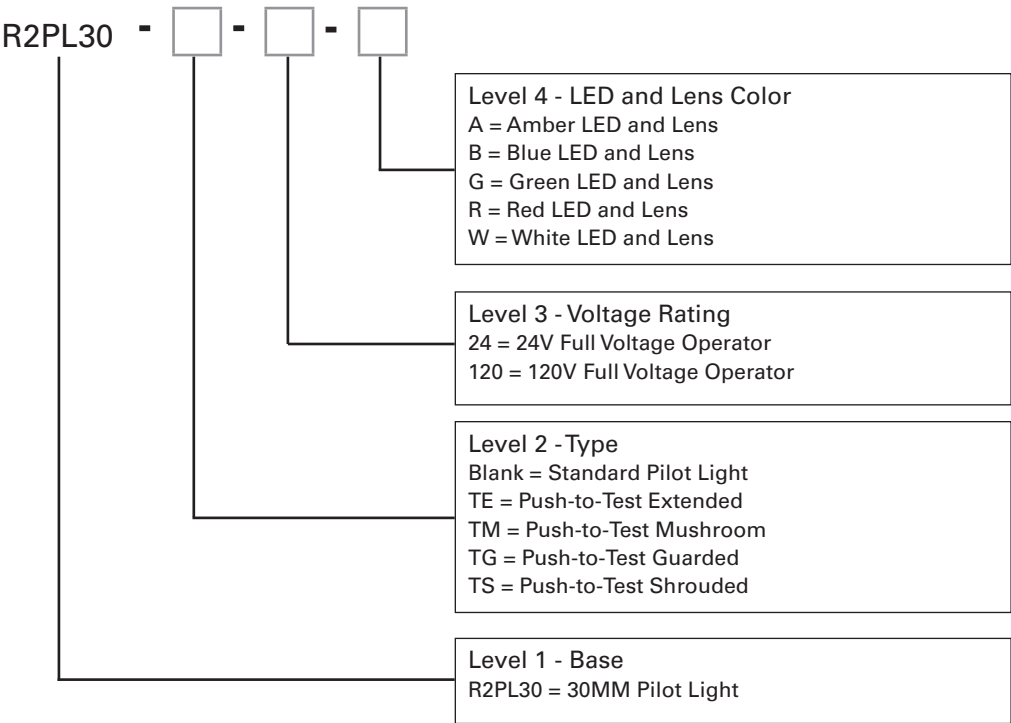 R2PL30 - - -
Level 4 - LED and Lens Color
A = Amber LED and Lens
B = Blue LED and Lens
G = Green LED and Lens
R = Red LED and Lens
W = White LED and Lens
Level 3 - Voltage Rating
24 = 24V Full Voltage Operator
120 = 120V Full Voltage Operator
Level 2 - Type
Blank = Standard Pilot Light
TE = Push-to-Test Extended
TM = Push-to-Test Mushroom
TG = Push-to-Test Guarded
TS = Push-to-Test Shrouded
Level 1 - Base
R2PL30 = 30MM Pilot Light